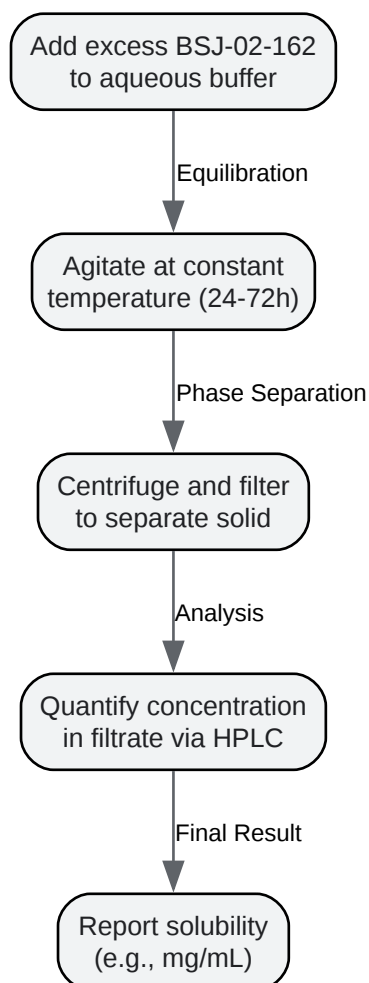 Add excess BSJ-02-162
to aqueous buffer
Equilibration
Agitate at constant
temperature (24-72h)
Phase Separation
Centrifuge and filter
to separate solid
Analysis
Quantify concentration
in filtrate via HPLC
Final Result
Report solubility
(e.g., mg/mL)